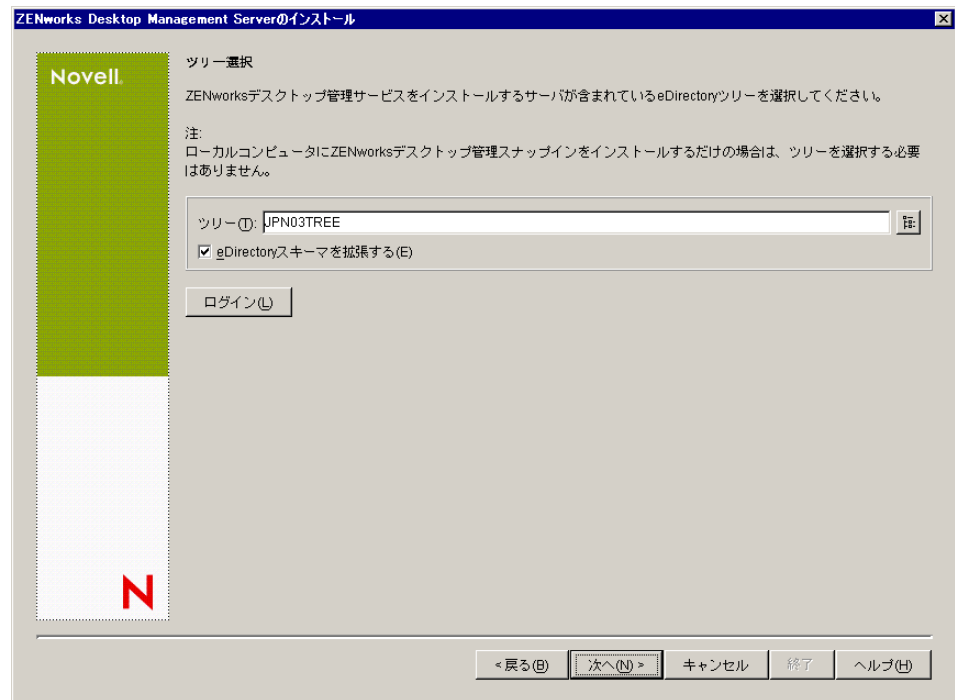 ZENworks Desktop Management Serverのインストール
Novell.
ツリー選択
ZENworksデスクトップ管理サービスをインストールするサーバが含まれているeDirectoryツリーを選択してください。
注:
ローカルコンピュータにZENworksデスクトップ管理スナップインをインストールするだけの場合は、ツリーを選択する必要
はありません。
ツリー(T): JPN03TREE
eDirectoryスキーマを拡張する(E)
ログイン(L)
N
<戻る(B) 次へ(N)> キャンセル 終了 ヘルプ(H)